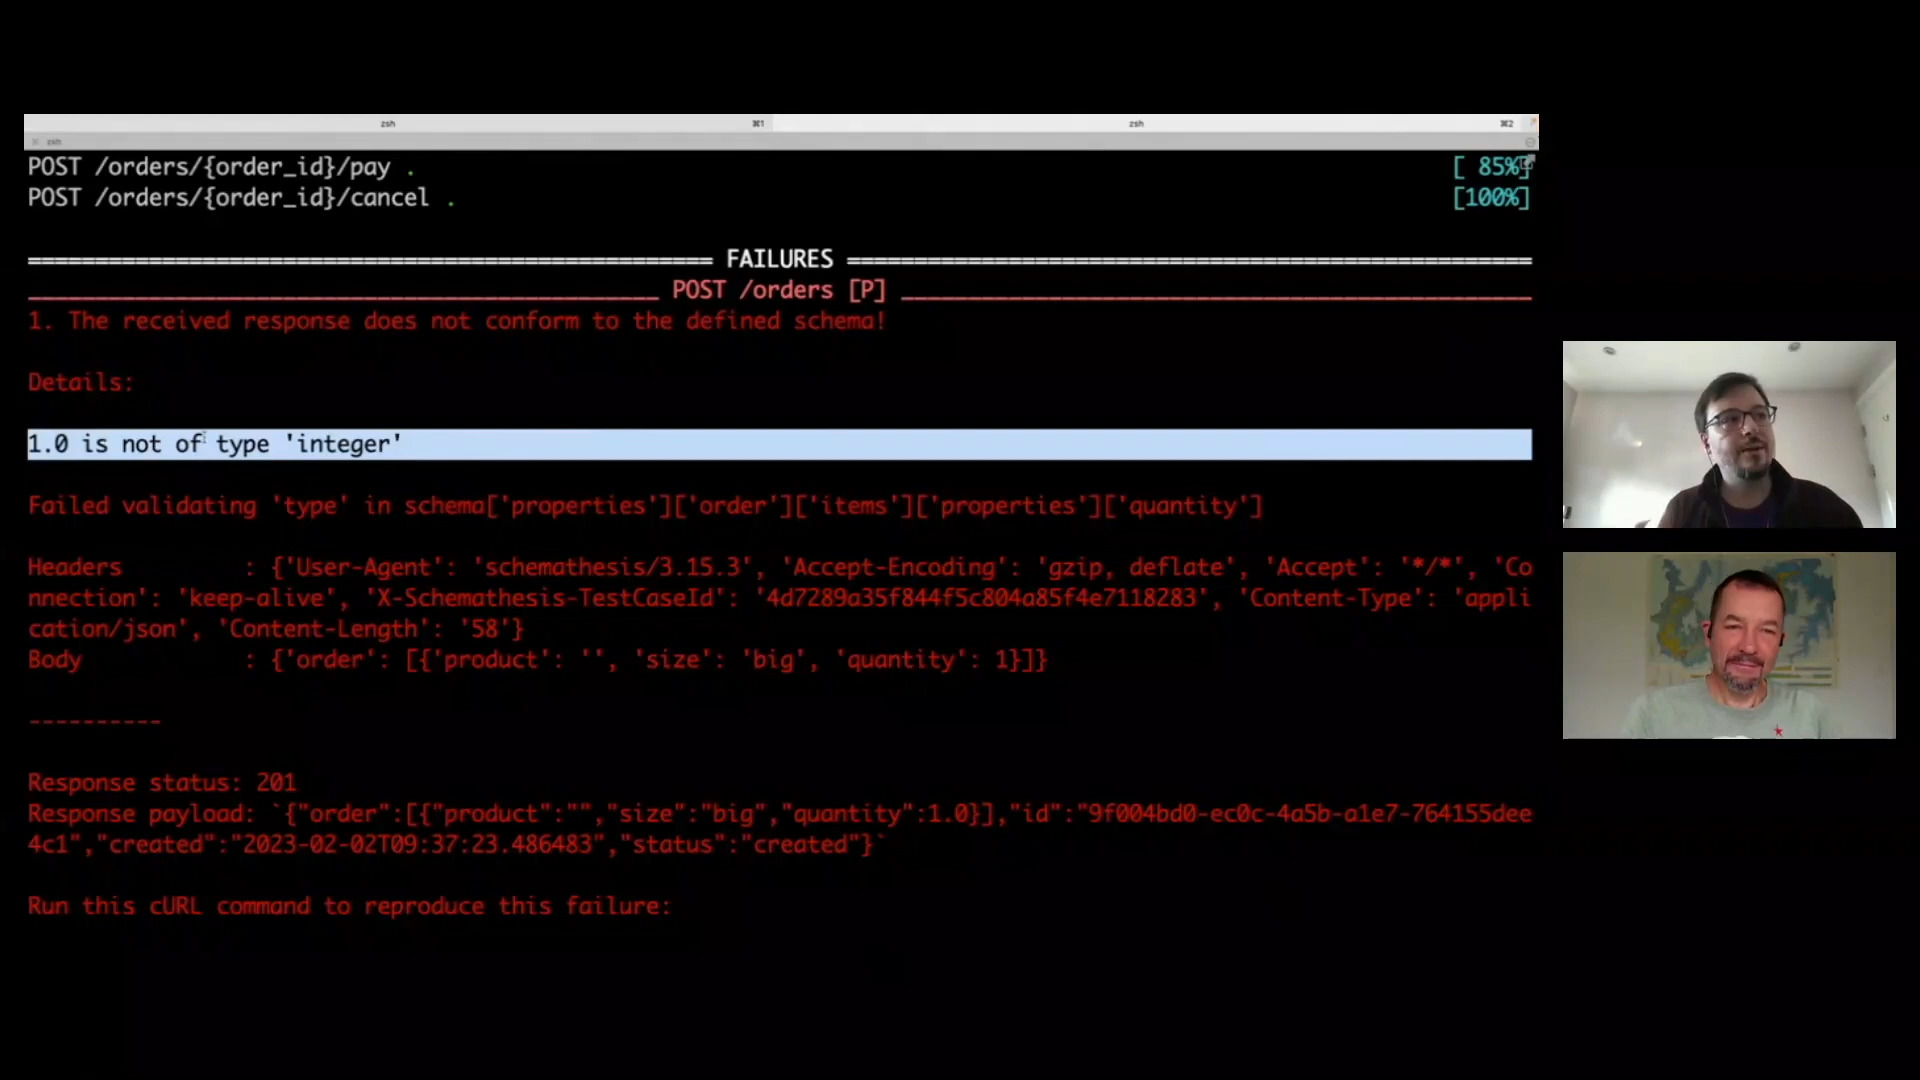 zsh ⌘1 zsh ⌘2
zsh
POST /orders/{order_id}/pay . [ 85%]
POST /orders/{order_id}/cancel . [100%]
FAILURES
POST /orders [P]
1. The received response does not conform to the defined schema!
Details:
1.0 is not of type 'integer'
Failed validating 'type' in schema['properties']['order']['items']['properties']['quantity']
Headers : {'User-Agent': 'schemathesis/3.15.3', 'Accept-Encoding': 'gzip, deflate', 'Accept': '*/*', 'Co
nnection': 'keep-alive', 'X-Schemathesis-TestCaseId': '4d7289a35f844f5c804a85f4e7118283', 'Content-Type': 'appli
cation/json', 'Content-Length': '58'}
Body : {'order': [{'product': '', 'size': 'big', 'quantity': 1}]}
----------
Response status: 201
Response payload: `{"order":[{"product":"","size":"big","quantity":1.0}],"id":"9f004bd0-ec0c-4a5b-a1e7-764155dee
4c1","created":"2023-02-02T09:37:23.486483","status":"created"}`
Run this cURL command to reproduce this failure: